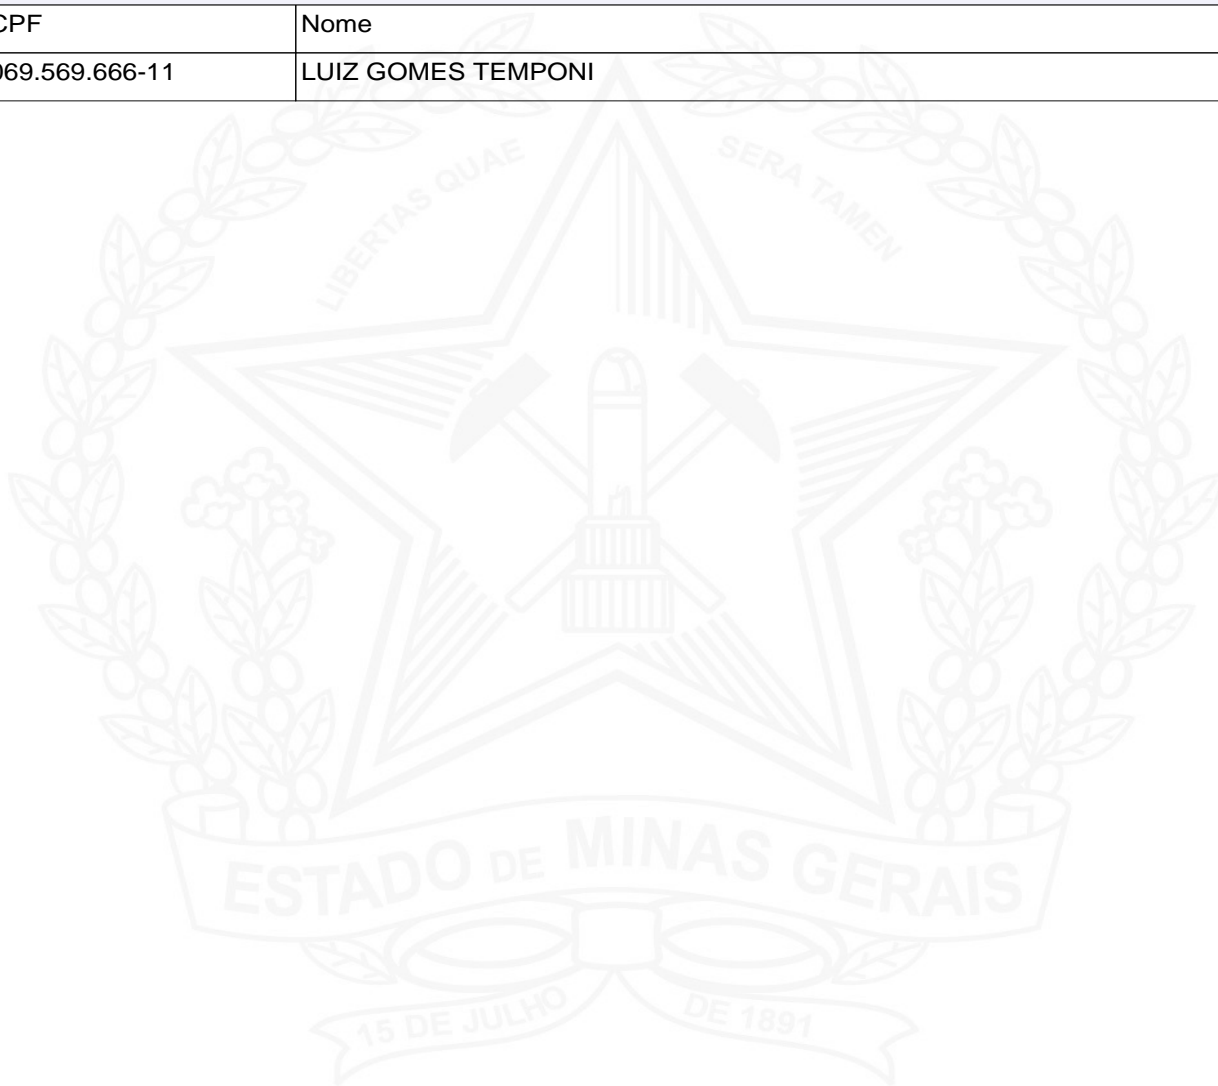 CPF Nome
069.569.666-11 LUIZ GOMES TEMPONI
LIBERTAS QUAE SERA TAMEN
ESTADO DE MINAS GERAIS
15 DE JULHO DE 1891